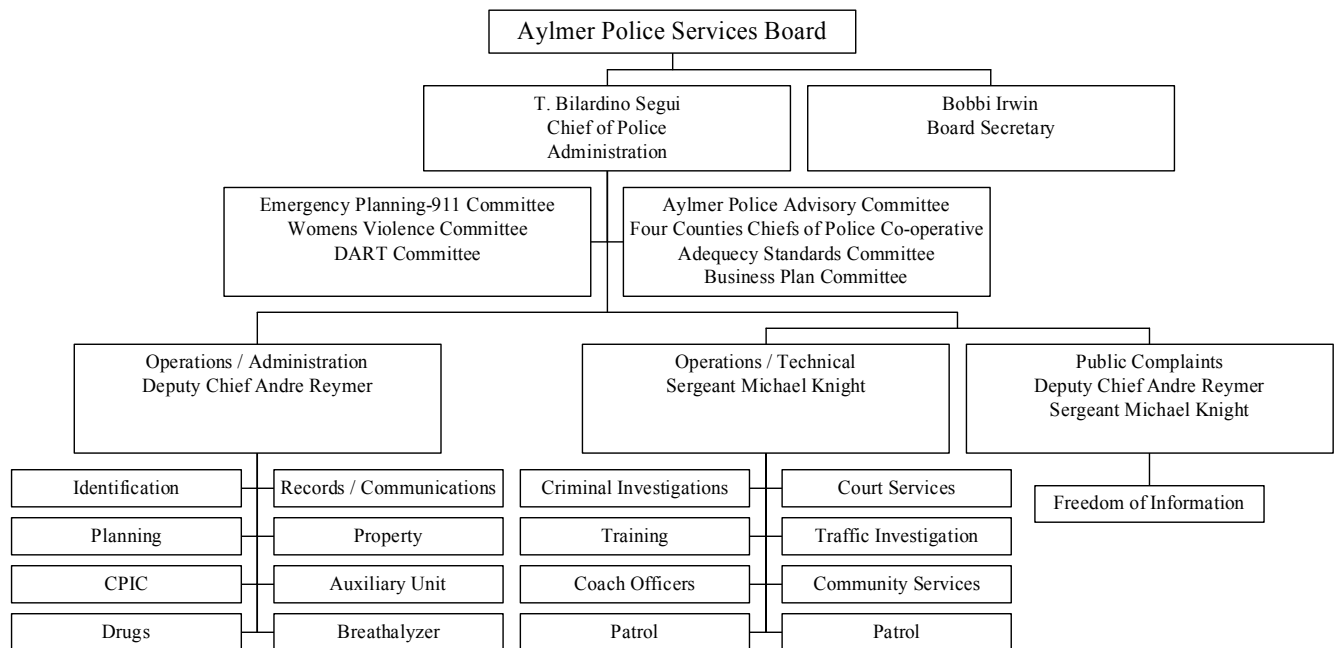 Aylmer Police Services Board
T. Bilardino Segui
Chief of Police
Administration
Bobbi Irwin
Board Secretary
Emergency Planning-911 Committee
Womens Violence Committee
DART Committee
Aylmer Police Advisory Committee
Four Counties Chiefs of Police Co-operative
Adequecy Standards Committee
Business Plan Committee
Operations / Administration
Deputy Chief Andre Reymer
Operations / Technical
Sergeant Michael Knight
Public Complaints
Deputy Chief Andre Reymer
Sergeant Michael Knight
Identification
Records / Communications
Planning
Property
CPIC
Auxiliary Unit
Drugs
Breathalyzer
Criminal Investigations
Court Services
Training
Traffic Investigation
Coach Officers
Community Services
Patrol
Patrol
Freedom of Information